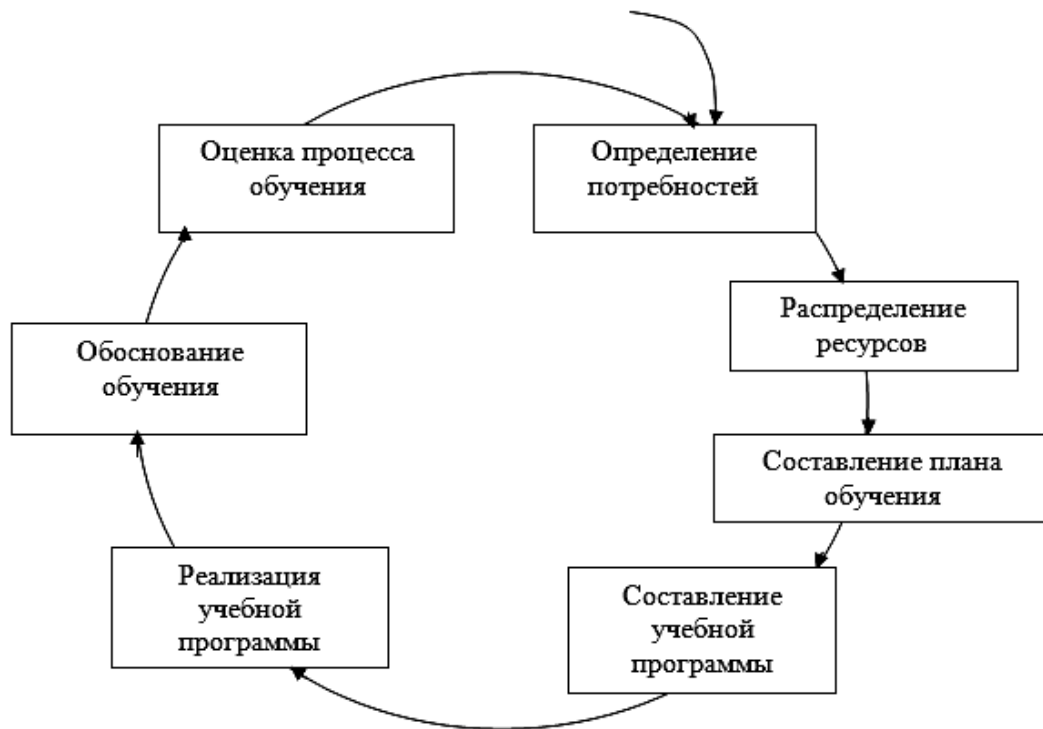 Оценка процесса
обучения
Определение
потребностей
Распределение
ресурсов
Составление плана
обучения
Составление
учебной
программы
Реализация
учебной
программы
Обоснование
обучения